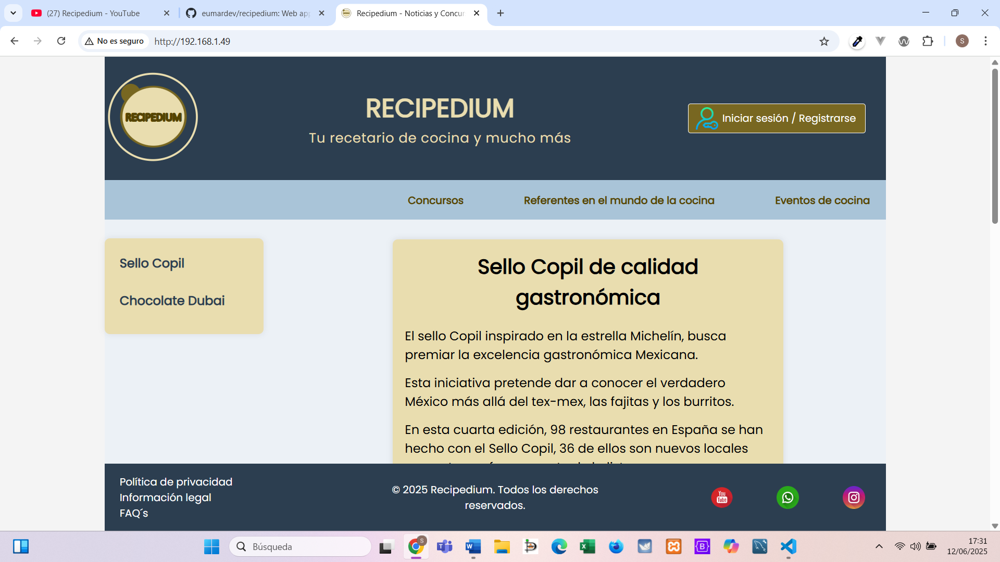 (27) Recipedium - YouTube
eumardev/recipedium: Web app
Recipedium - Noticias y Concur
No es seguro
http://192.168.1.49
S
RECIPEDIUM
RECIPEDIUM
Tu recetario de cocina y mucho más
Iniciar sesión / Registrarse
Concursos
Referentes en el mundo de la cocina
Eventos de cocina
Sello Copil
Chocolate Dubai
Sello Copil de calidad
gastronómica
El sello Copil inspirado en la estrella Michelín, busca
premiar la excelencia gastronómica Mexicana.
Esta iniciativa pretende dar a conocer el verdadero
México más allá del tex-mex, las fajitas y los burritos.
En esta cuarta edición, 98 restaurantes en España se han
hecho con el Sello Copil, 36 de ellos son nuevos locales
Política de privacidad
Información legal
FAQ´s
© 2025 Recipedium. Todos los derechos
reservados.
You
Tube
Búsqueda
S
17:31
12/06/2025